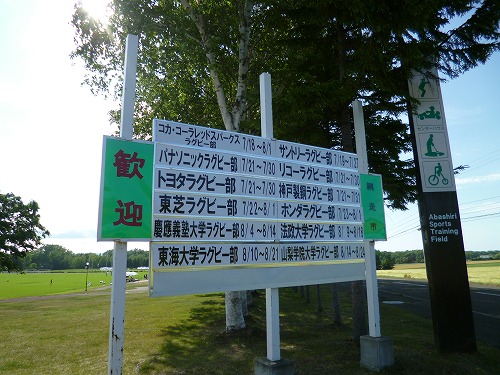 歓迎
コカ・コーラレッドスパークス
ラグビー部 7/18~8/1
サントリーラグビー部
パナソニックラグビー部 7/21~7/30
リコーラグビー部
トヨタラグビー部 7/21~7/30
神戸製鋼ラグビー部
東芝ラグビー部 7/22~8/1
ホンダラグビー部
慶應義塾大学ラグビー部 8/4~8/14
法政大学ラグビー部
東海大学ラグビー部 8/10~8/21
山梨学院大学ラグビー部
網走市
Abashiri
Sports
Training
Field